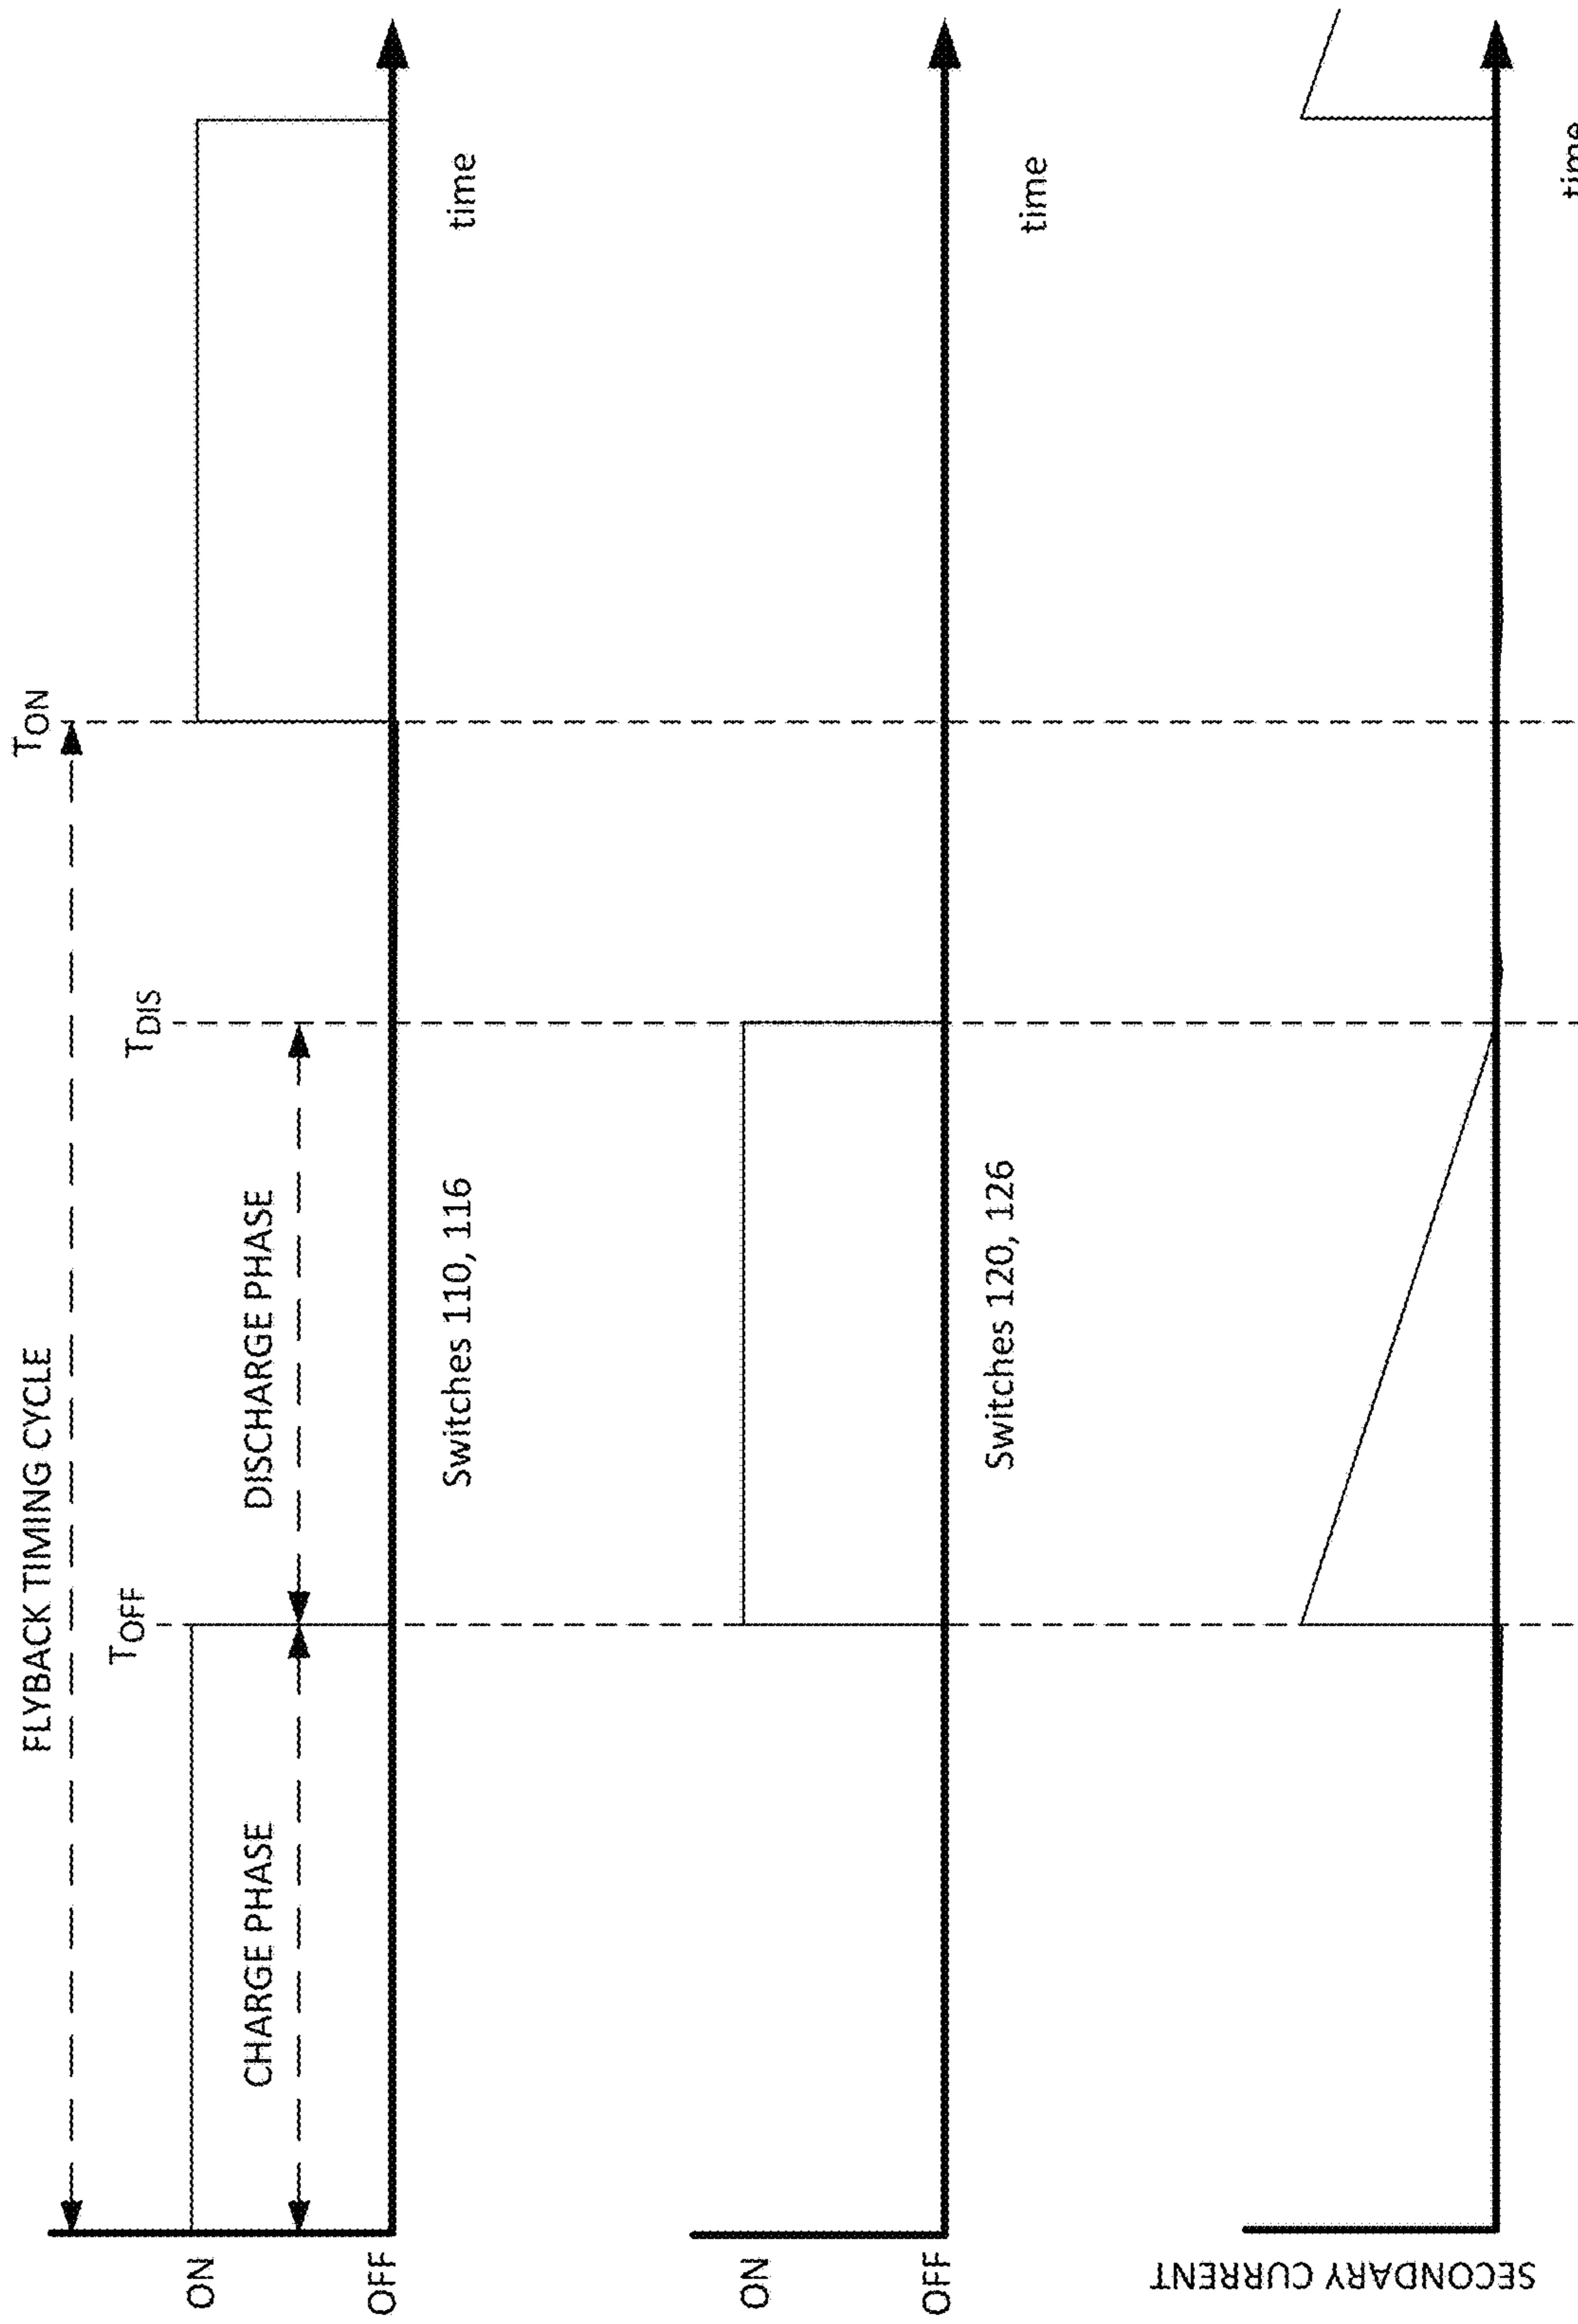 FLYBACK TIMING CYCLE
T_ON
T_OFF
T_DIS
ON
CHARGE PHASE
DISCHARGE PHASE
OFF
Switches 110, 116
time
ON
OFF
Switches 120, 126
time
SECONDARY CURRENT
time